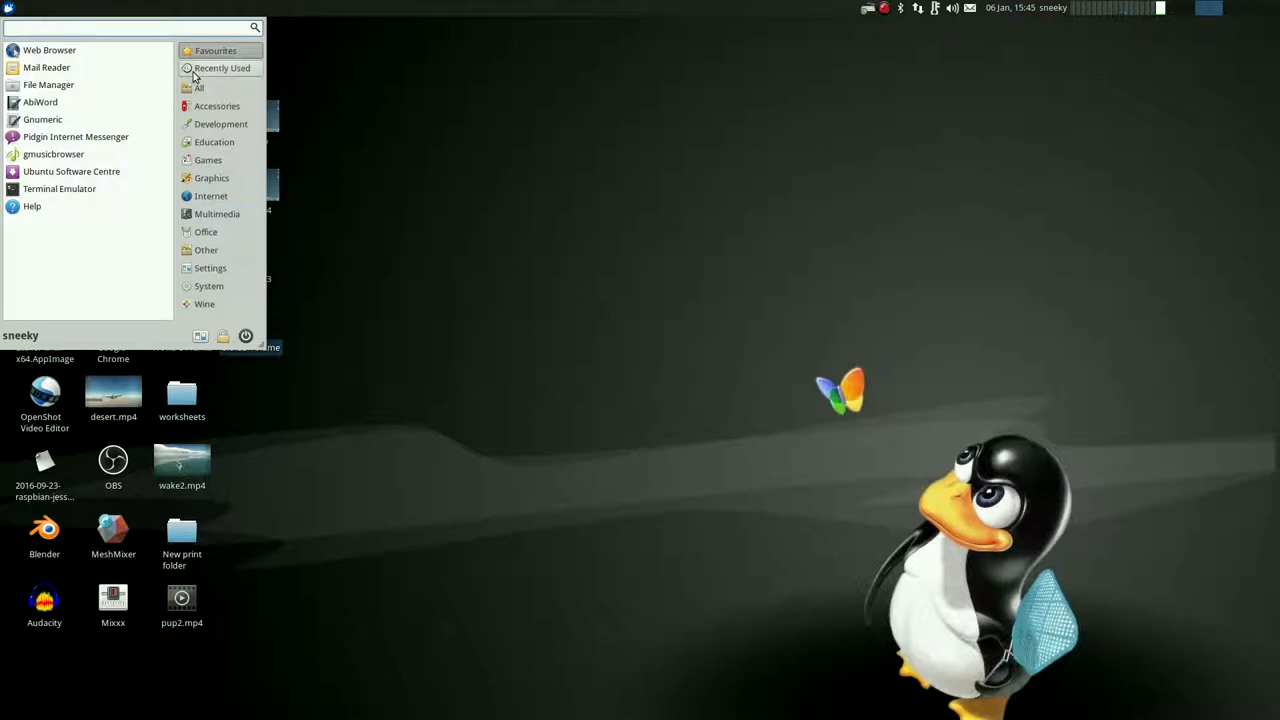 06 Jan, 15:45 sneeky
Web Browser
Mail Reader
File Manager
AbiWord
Gnumeric
Pidgin Internet Messenger
gmusicbrowser
Ubuntu Software Centre
Terminal Emulator
Help
Favourites
Recently Used
All
Accessories
Development
Education
Games
Graphics
Internet
Multimedia
Office
Other
Settings
System
Wine
sneeky
x64.AppImage
Chrome
OpenShot
Video Editor
desert.mp4
worksheets
2016-09-23-
raspbian-jess...
OBS
wake2.mp4
Blender
MeshMixer
New print
folder
Audacity
Mixxx
pup2.mp4